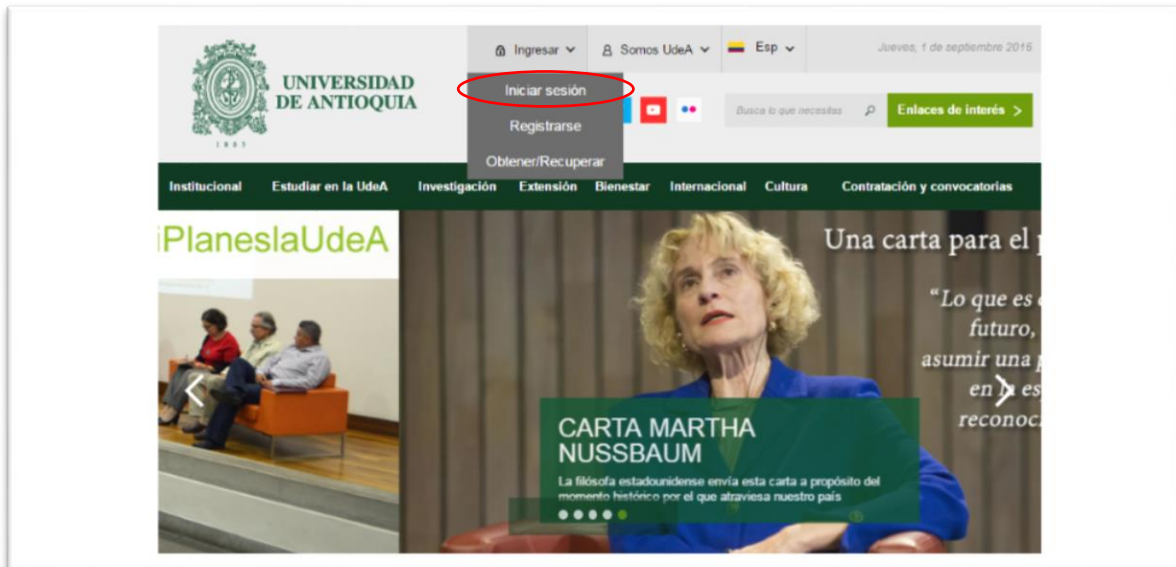 Ingresar
Somos UdeA
Esp
Jueves, 1 de septiembre 2016
UNIVERSIDAD
DE ANTIOQUIA
1803
Iniciar sesión
Registrarse
Obtener/Recuperar
Busca lo que necesitas
Enlaces de interés >
Institucional Estudiar en la UdeA Investigación Extensión Bienestar Internacional Cultura Contratación y convocatorias
iPlaneslaUdeA
Una carta para el
“Lo que es
futuro,
asumir una
en la es
reconoc
CARTA MARTHA
NUSSBAUM
La filósofa estadounidense envía esta carta a propósito del
momento histórico por el que atraviesa nuestro país